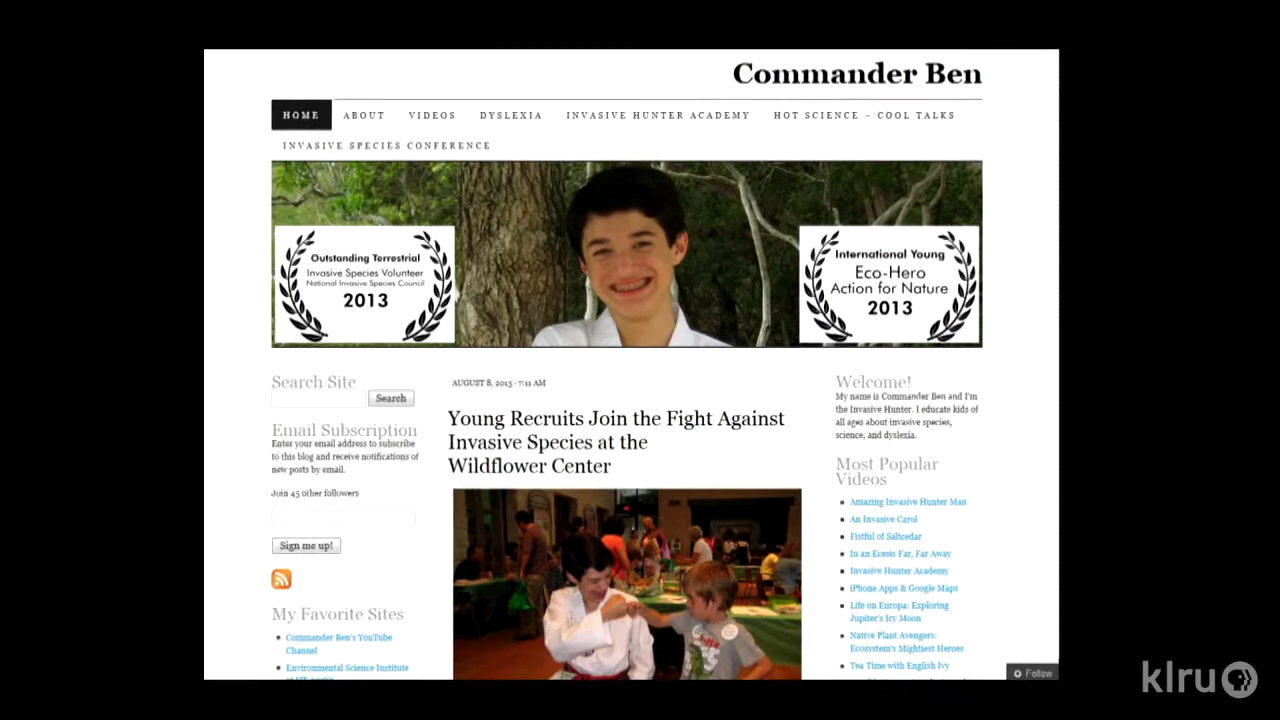 Commander Ben
HOME ABOUT VIDEOS DYSLEXIA INVASIVE HUNTER ACADEMY HOT SCIENCE – COOL TALKS
INVASIVE SPECIES CONFERENCE
Outstanding Terrestrial
Invasive Species Volunteer
National Invasive Species Council
2013
International Young
Eco-Hero
Action for Nature
2013
Search Site
Search
Email Subscription
Enter your email address to subscribe
to this blog and receive notifications of
new posts by email.
Join 45 other followers
Sign me up!
My Favorite Sites
Commander Ben's YouTube
Channel
Environmental Science Institute
AUGUST 8, 2013 · 7:11 AM
Young Recruits Join the Fight Against
Invasive Species at the
Wildflower Center
Welcome!
My name is Commander Ben and I'm
the Invasive Hunter. I educate kids of
all ages about invasive species,
science, and dyslexia.
Most Popular
Videos
Amazing Invasive Hunter Man
An Invasive Carol
Fistful of Saltcedar
In an Ecesis Far, Far Away
Invasive Hunter Academy
iPhone Apps & Google Maps
Life on Europa: Exploring
Jupiter's Icy Moon
Native Plant Avengers:
Ecosystem's Mightiest Heroes
Tea Time with English Ivy
Follow
klru